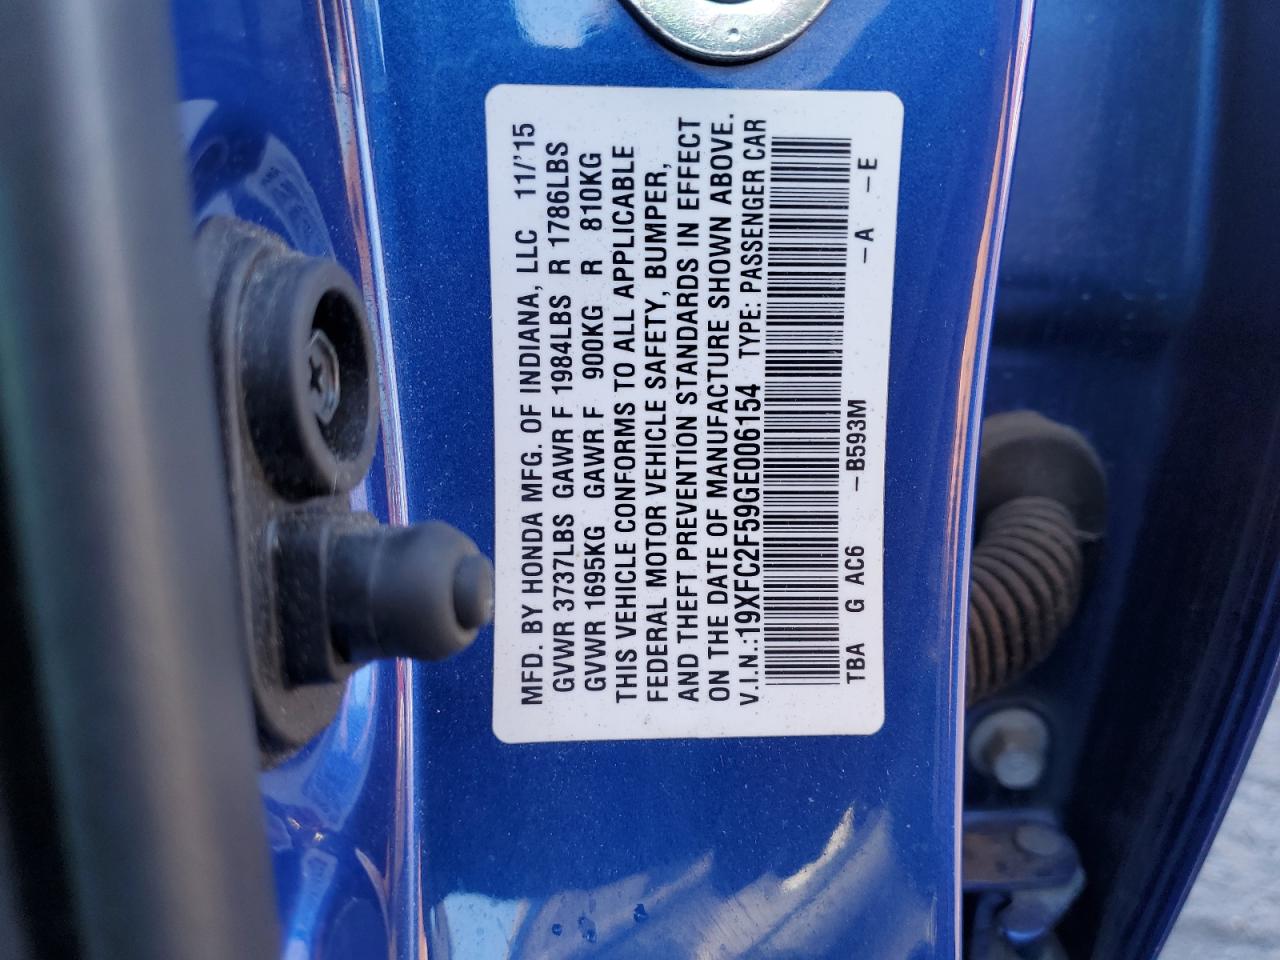 MFD. BY HONDA MFG. OF INDIANA, LLC 11/'15
GVWR 3737LBS GAWR F 1984LBS R 1786LBS
GVWR 1695KG GAWR F 900KG R 810KG
THIS VEHICLE CONFORMS TO ALL APPLICABLE
FEDERAL MOTOR VEHICLE SAFETY, BUMPER,
AND THEFT PREVENTION STANDARDS IN EFFECT
ON THE DATE OF MANUFACTURE SHOWN ABOVE.
V.I.N.:19XFC2F59GE006154 TYPE: PASSENGER CAR
TBA G AC6 -B593M -A -E